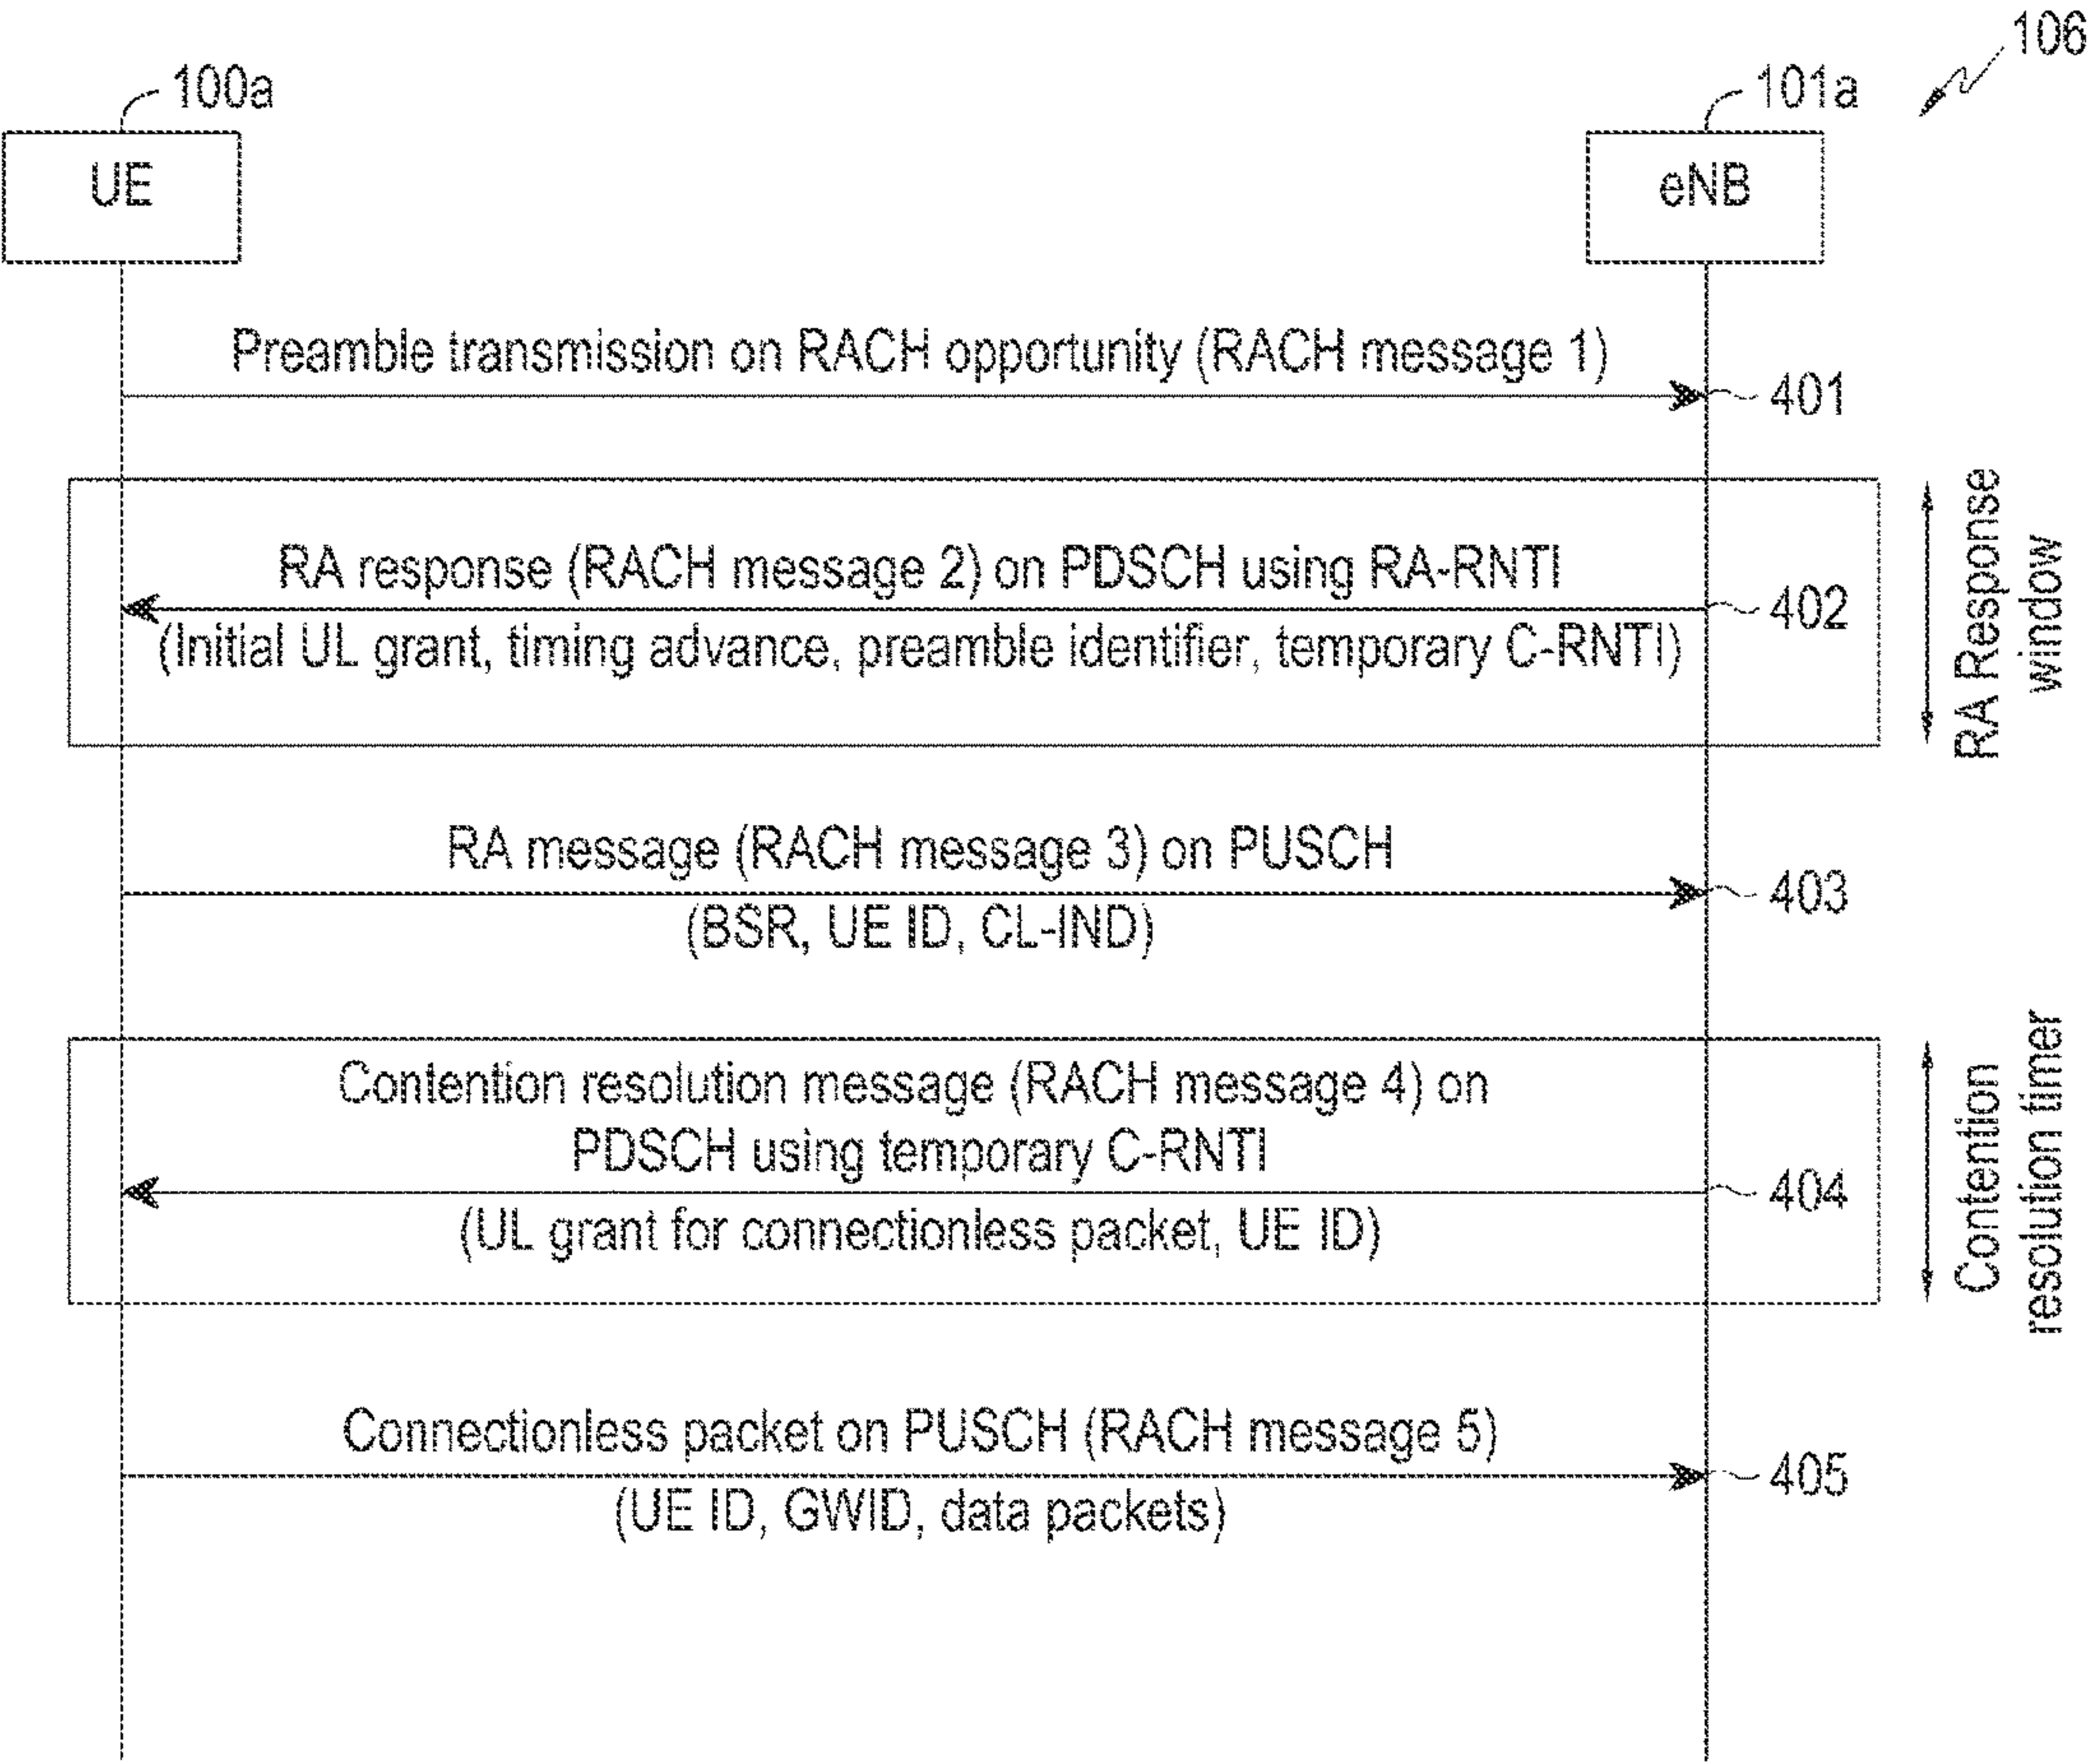 106
100a
101a
UE
eNB
Preamble transmission on RACH opportunity (RACH message 1)
401
RA response (RACH message 2) on PDSCH using RA-RNTI
402
(Initial UL grant, timing advance, preamble identifier, temporary C-RNTI)
RA Response
window
RA message (RACH message 3) on PUSCH
403
(BSR, UE ID, CL-IND)
Contention resolution message (RACH message 4) on
PDSCH using temporary C-RNTI
404
(UL grant for connectionless packet, UE ID)
Contention
resolution timer
Connectionless packet on PUSCH (RACH message 5)
405
(UE ID, GWID, data packets)